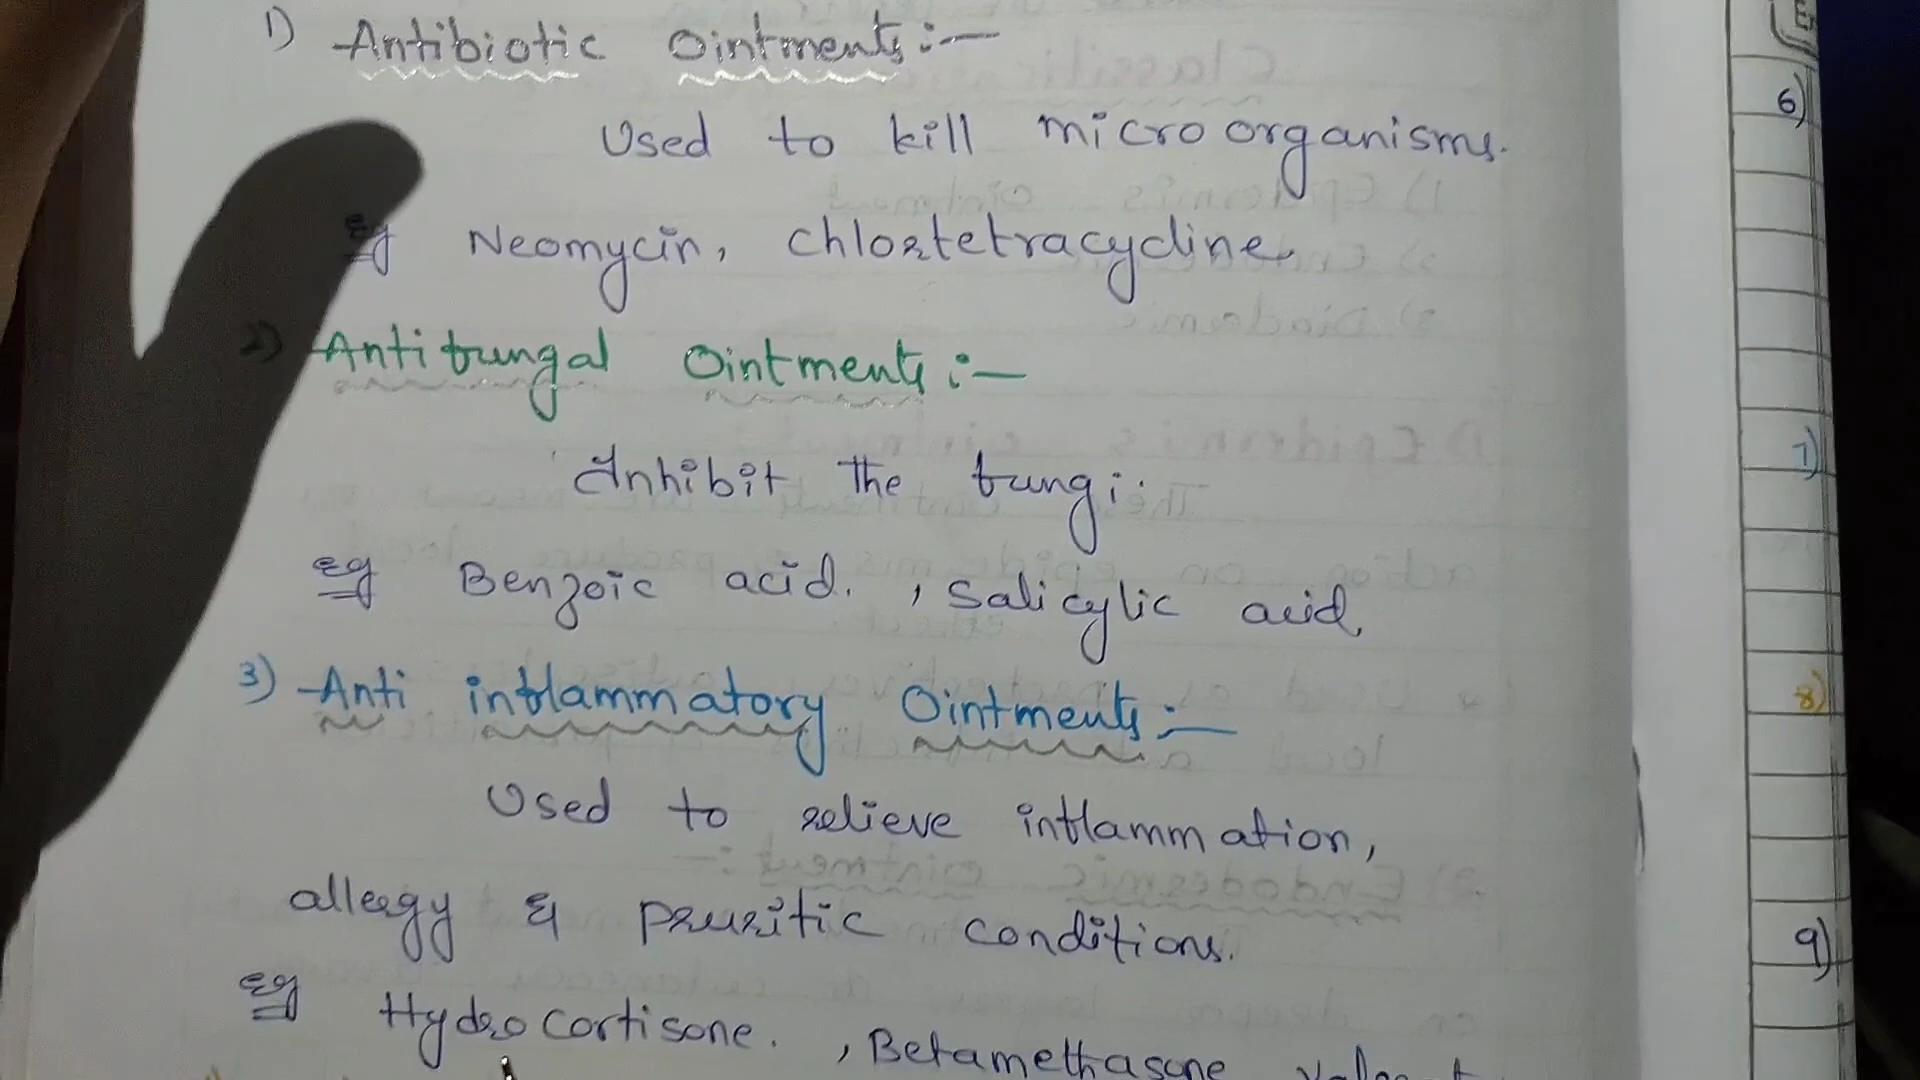 1) Antibiotic Ointments :-
Used to kill micro organisms.
Eg Neomycin, Chlortetracycline
2) Antifungal Ointments :-
Inhibit the fungi.
Eg Benzoic acid. , Salicylic acid,
3) Anti inflammatory Ointments :-
Used to relieve inflammation,
allergy & pruritic conditions.
Eg Hydrocortisone. , Betamethasone
6)
7)
8)
9)